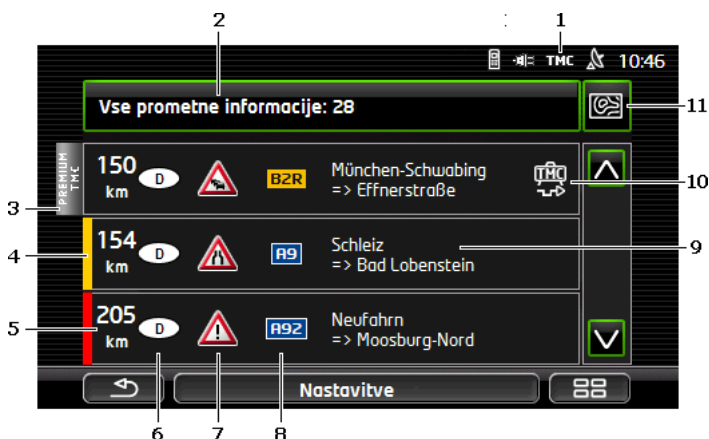 2
1
TMC
10:46
Vse prometne informacije: 28
11
PREMIUM
TMC
150
km
D
B2R
München-Schwabing
=> Effnerstraße
TMC
10
3
4
154
km
D
A9
Schleiz
=> Bad Lobenstein
9
5
205
km
D
A92
Neufahrn
=> Moosburg-Nord
Nastavitve
6
7
8